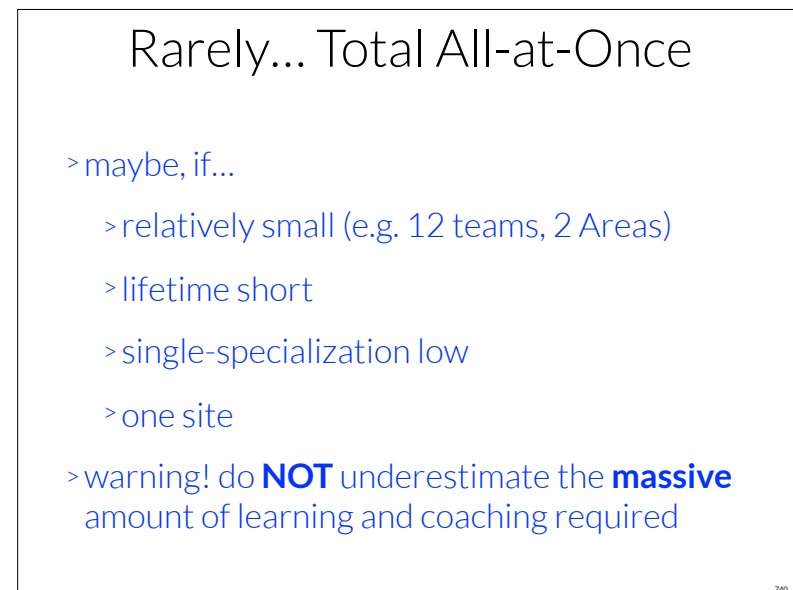 Rarely... Total All-at-Once
> maybe, if...
> relatively small (e.g. 12 teams, 2 Areas)
> lifetime short
> single-specialization low
> one site
> warning! do NOT underestimate the massive
amount of learning and coaching required
740